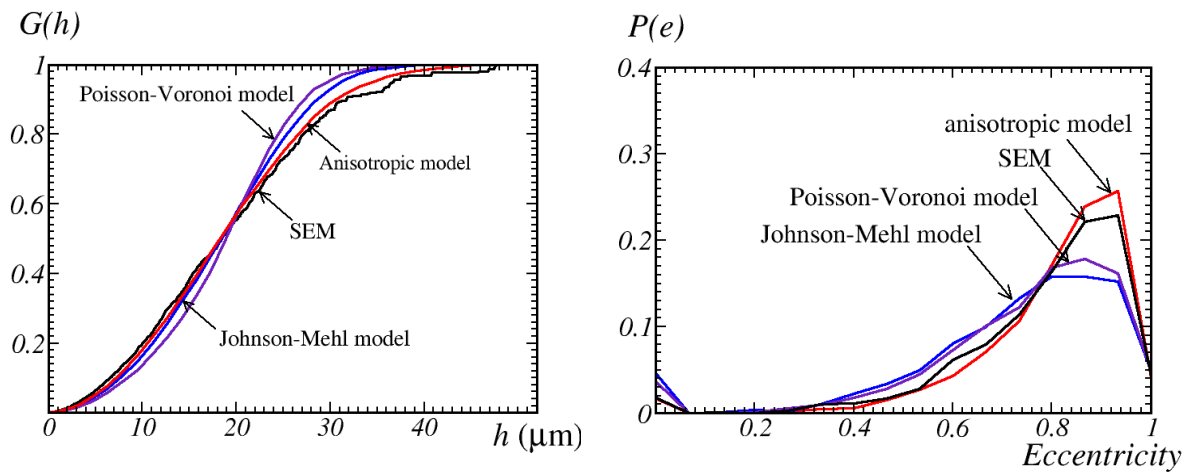 G(h)
1
0.8
0.6
0.4
0.2
0
10
20
30
40
h (μm)
Poisson-Voronoi model
Anisotropic model
SEM
Johnson-Mehl model
P(e)
0.4
0.3
0.2
0.1
0
0
0.2
0.4
0.6
0.8
1
Eccentricity
anisotropic model
SEM
Poisson-Voronoi model
Johnson-Mehl model